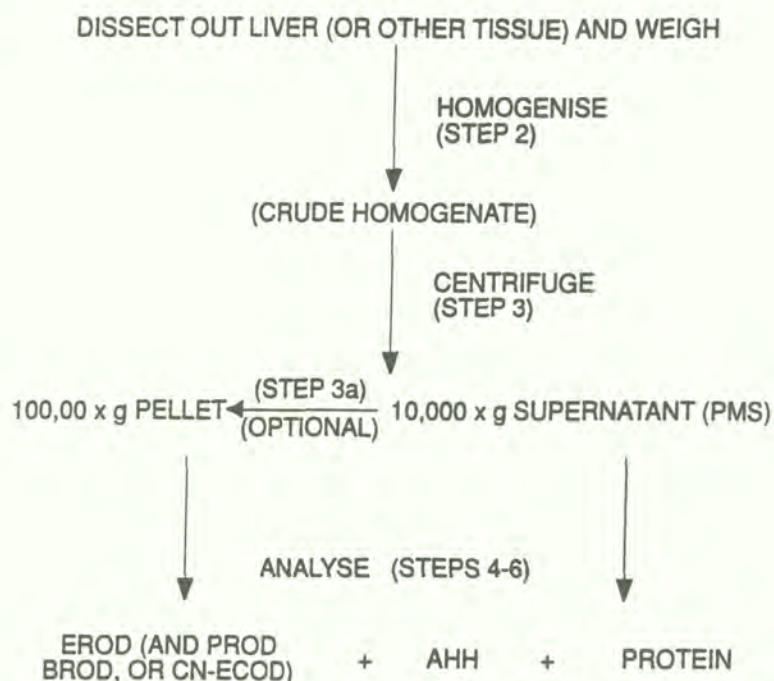 DISSECT OUT LIVER (OR OTHER TISSUE) AND WEIGH
HOMOGENISE
(STEP 2)
(CRUDE HOMOGENATE)
CENTRIFUGE
(STEP 3)
(STEP 3a)
100,00 x g PELLET
(OPTIONAL)
10,000 x g SUPERNATANT (PMS)
ANALYSE (STEPS 4-6)
EROD (AND PROD
BROD, OR CN-ECOD)
+ AHH + PROTEIN